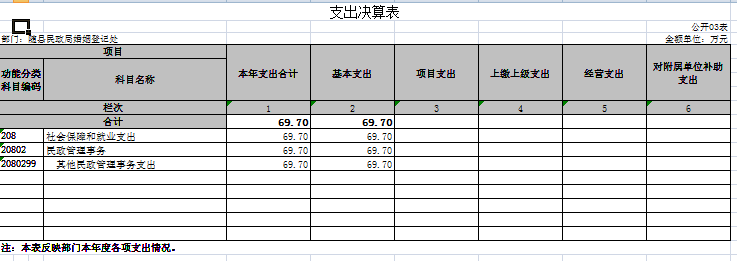 支出决算表
公开03表
部门：随县民政局婚姻登记处 金额单位：万元
项目 本年支出合计 基本支出 项目支出 上缴上级支出 经营支出 对附属单位补助支出
功能分类科目编码 科目名称
栏次 1 2 3 4 5 6
合计 69.70 69.70
208 社会保障和就业支出 69.70 69.70
20802 民政管理事务 69.70 69.70
2080299 其他民政管理事务支出 69.70 69.70
注：本表反映部门本年度各项支出情况。